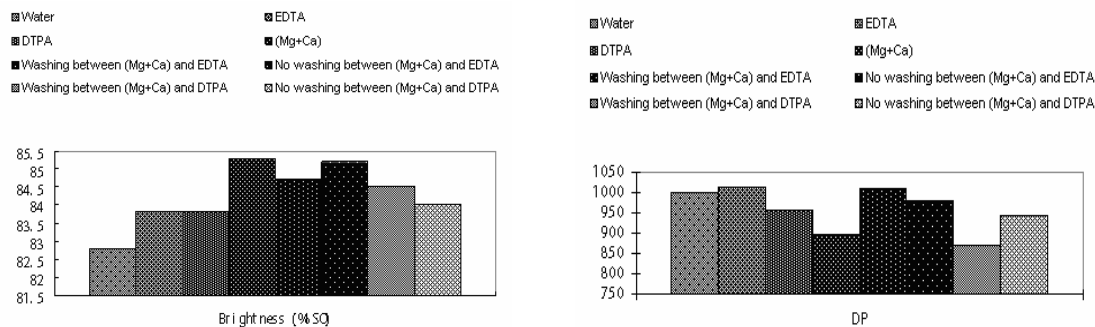 Water EDTA
DTPA (Mg+Ca)
Washing between (Mg+Ca) and EDTA No washing between (Mg+Ca) and EDTA
Washing between (Mg+Ca) and DTPA No washing between (Mg+Ca) and DTPA
85.5
85
84.5
84
83.5
83
82.5
82
81.5
Brightness (%ISO)
Water EDTA
DTPA (Mg+Ca)
Washing between (Mg+Ca) and EDTA No washing between (Mg+Ca) and EDTA
Washing between (Mg+Ca) and DTPA No washing between (Mg+Ca) and DTPA
1050
1000
950
900
850
800
750
DP